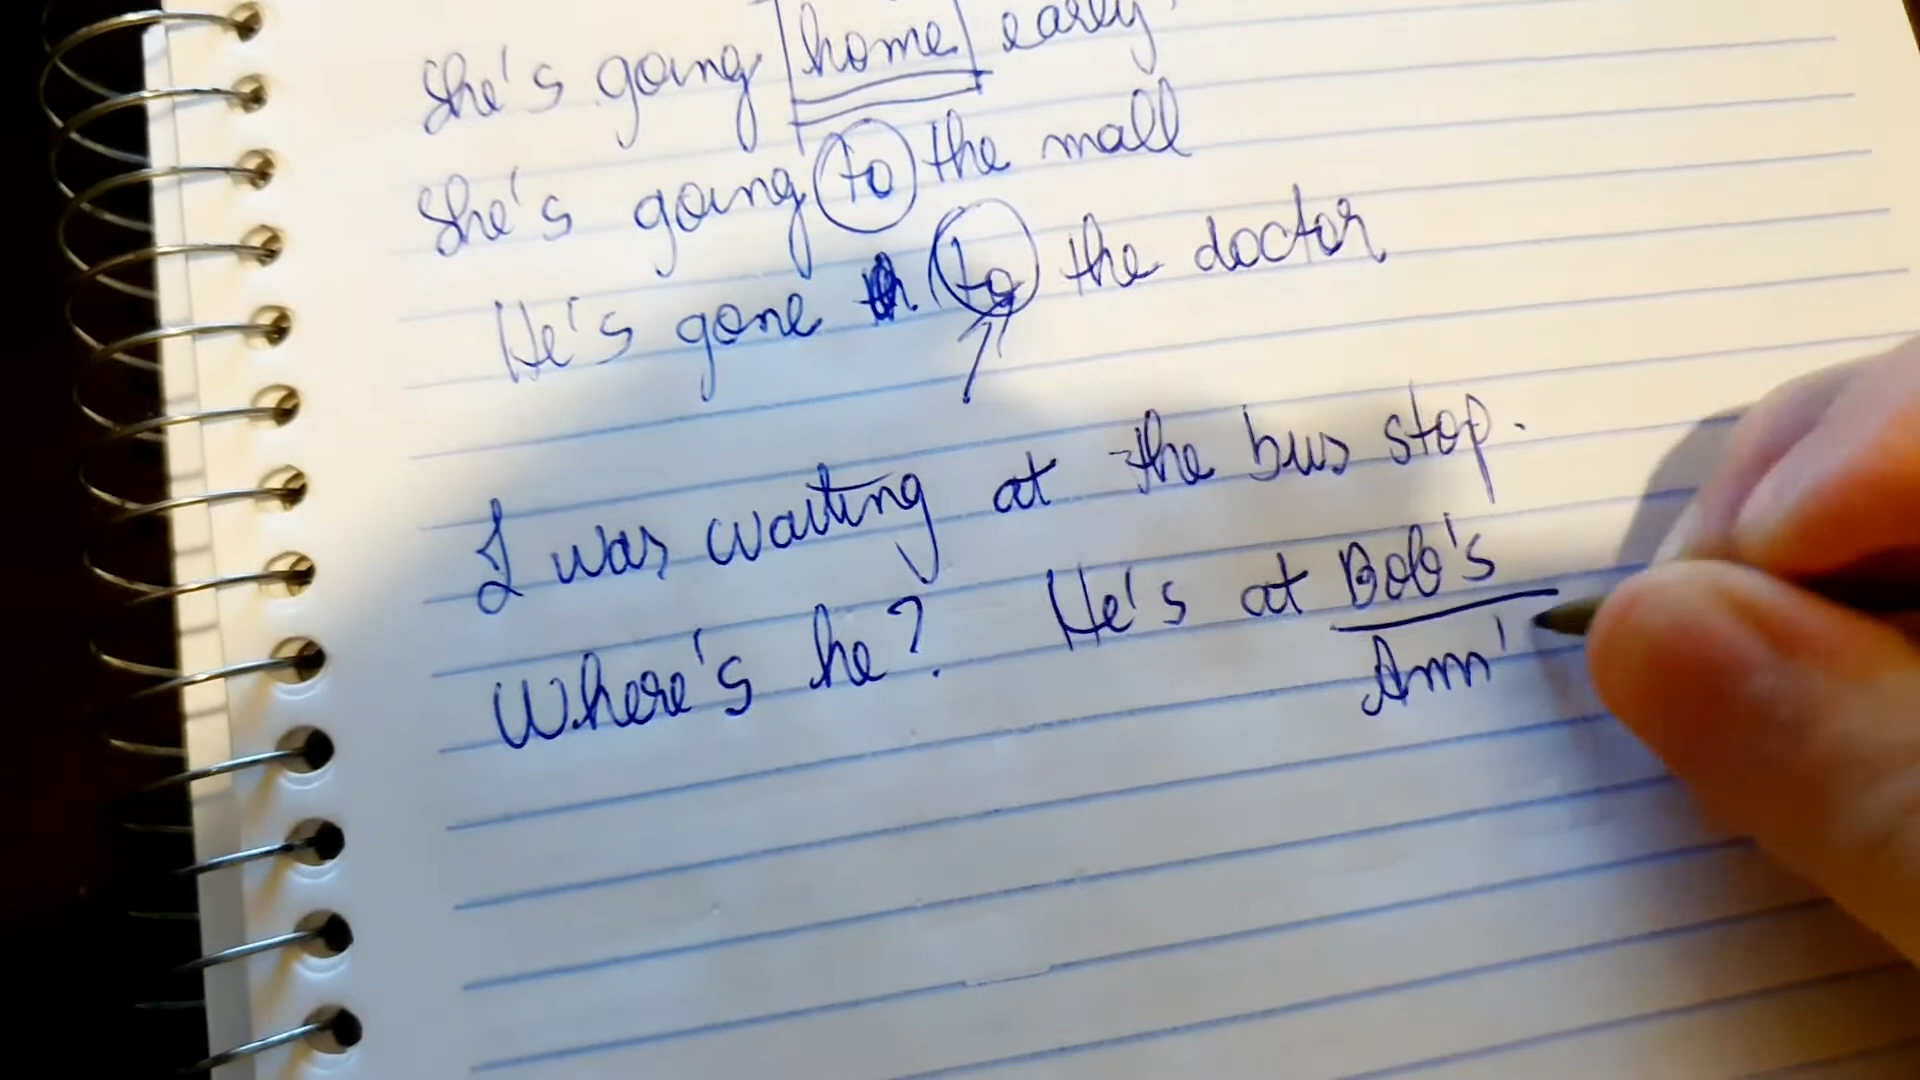 She's going home early
She's going to the mall
He's gone to the doctor
I was waiting at the bus stop.
Where's he? He's at Bob's
Ann'